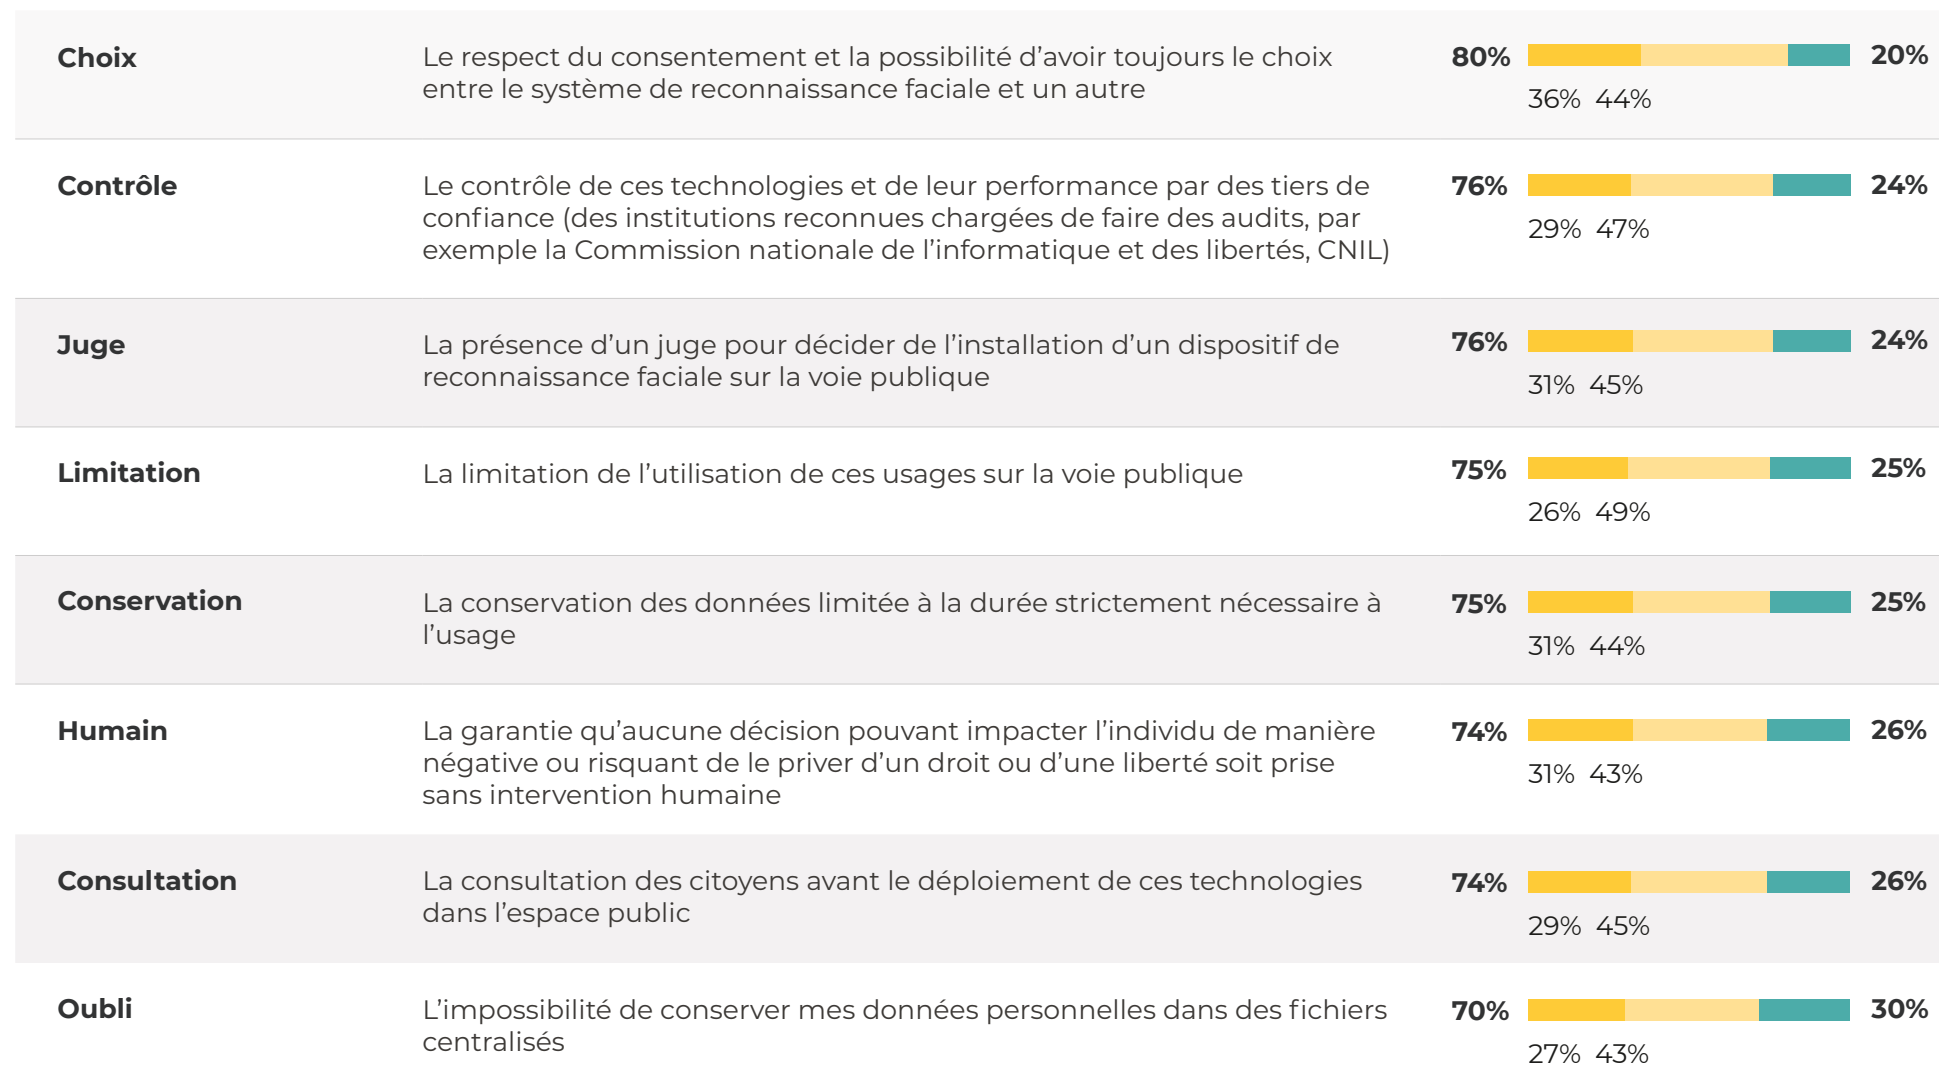 Choix
Le respect du consentement et la possibilité d’avoir toujours le choix
entre le système de reconnaissance faciale et un autre
80%
20%
36% 44%
Contrôle
Le contrôle de ces technologies et de leur performance par des tiers de
confiance (des institutions reconnues chargées de faire des audits, par
exemple la Commission nationale de l’informatique et des libertés, CNIL)
76%
24%
29% 47%
Juge
La présence d’un juge pour décider de l’installation d’un dispositif de
reconnaissance faciale sur la voie publique
76%
24%
31% 45%
Limitation
La limitation de l’utilisation de ces usages sur la voie publique
75%
25%
26% 49%
Conservation
La conservation des données limitée à la durée strictement nécessaire à
l’usage
75%
25%
31% 44%
Humain
La garantie qu’aucune décision pouvant impacter l’individu de manière
négative ou risquant de le priver d’un droit ou d’une liberté soit prise
sans intervention humaine
74%
26%
31% 43%
Consultation
La consultation des citoyens avant le déploiement de ces technologies
dans l’espace public
74%
26%
29% 45%
Oubli
L’impossibilité de conserver mes données personnelles dans des fichiers
centralisés
70%
30%
27% 43%